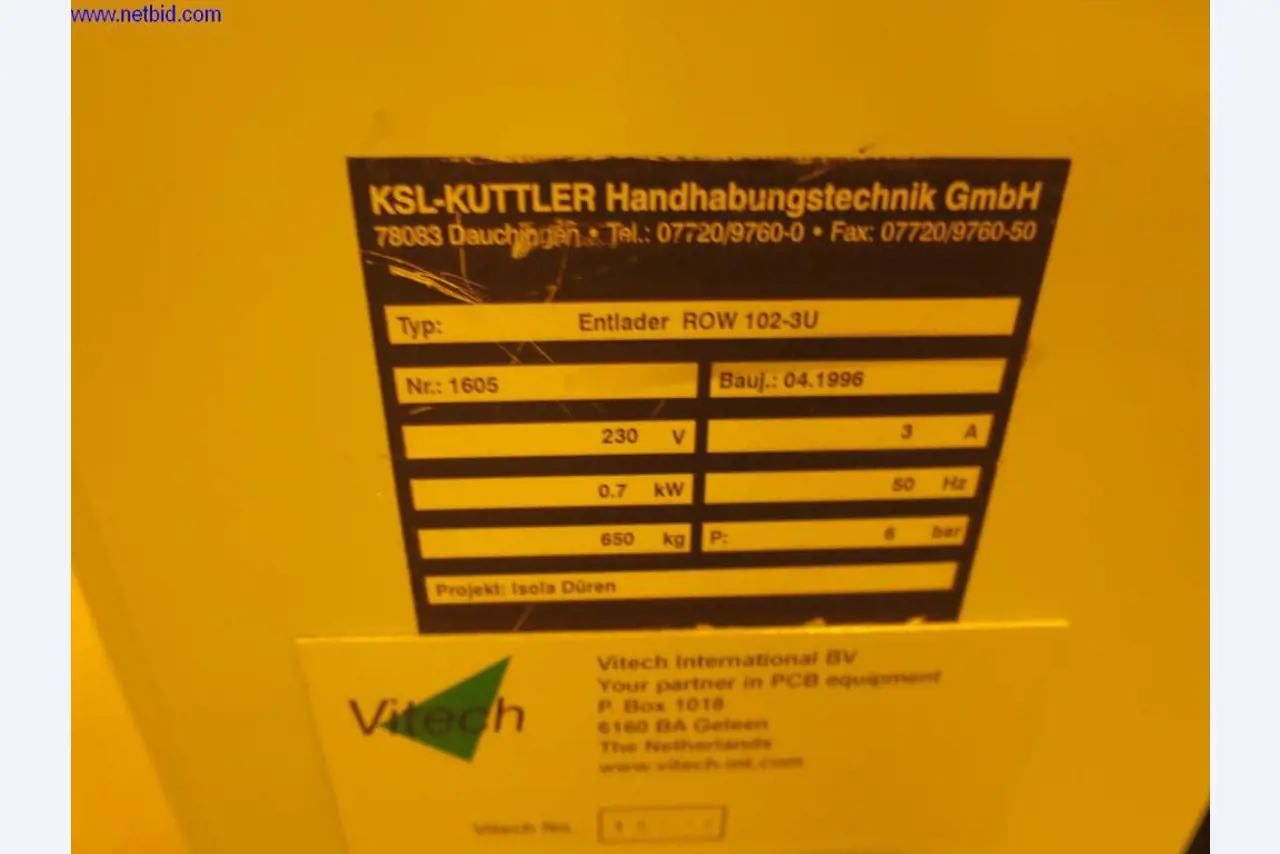 www.netbid.com
KSL-KUTTLER Handhabungstechnik GmbH
78083 Dauchingen • Tel.: 07720/9760-0 • Fax: 07720/9760-50
Typ: Entlader ROW 102-3U
Nr.: 1605 Bauj.: 04.1996
230 V 3 A
0.7 kW 50 Hz
650 kg P: 6 bar
Projekt: Isola Düren
Vitech
Vitech International BV
Your partner in PCB equipment
P. Box 1018
6160 BA Geleen
The Netherlands
www.vitech-int.com
Vitech No.